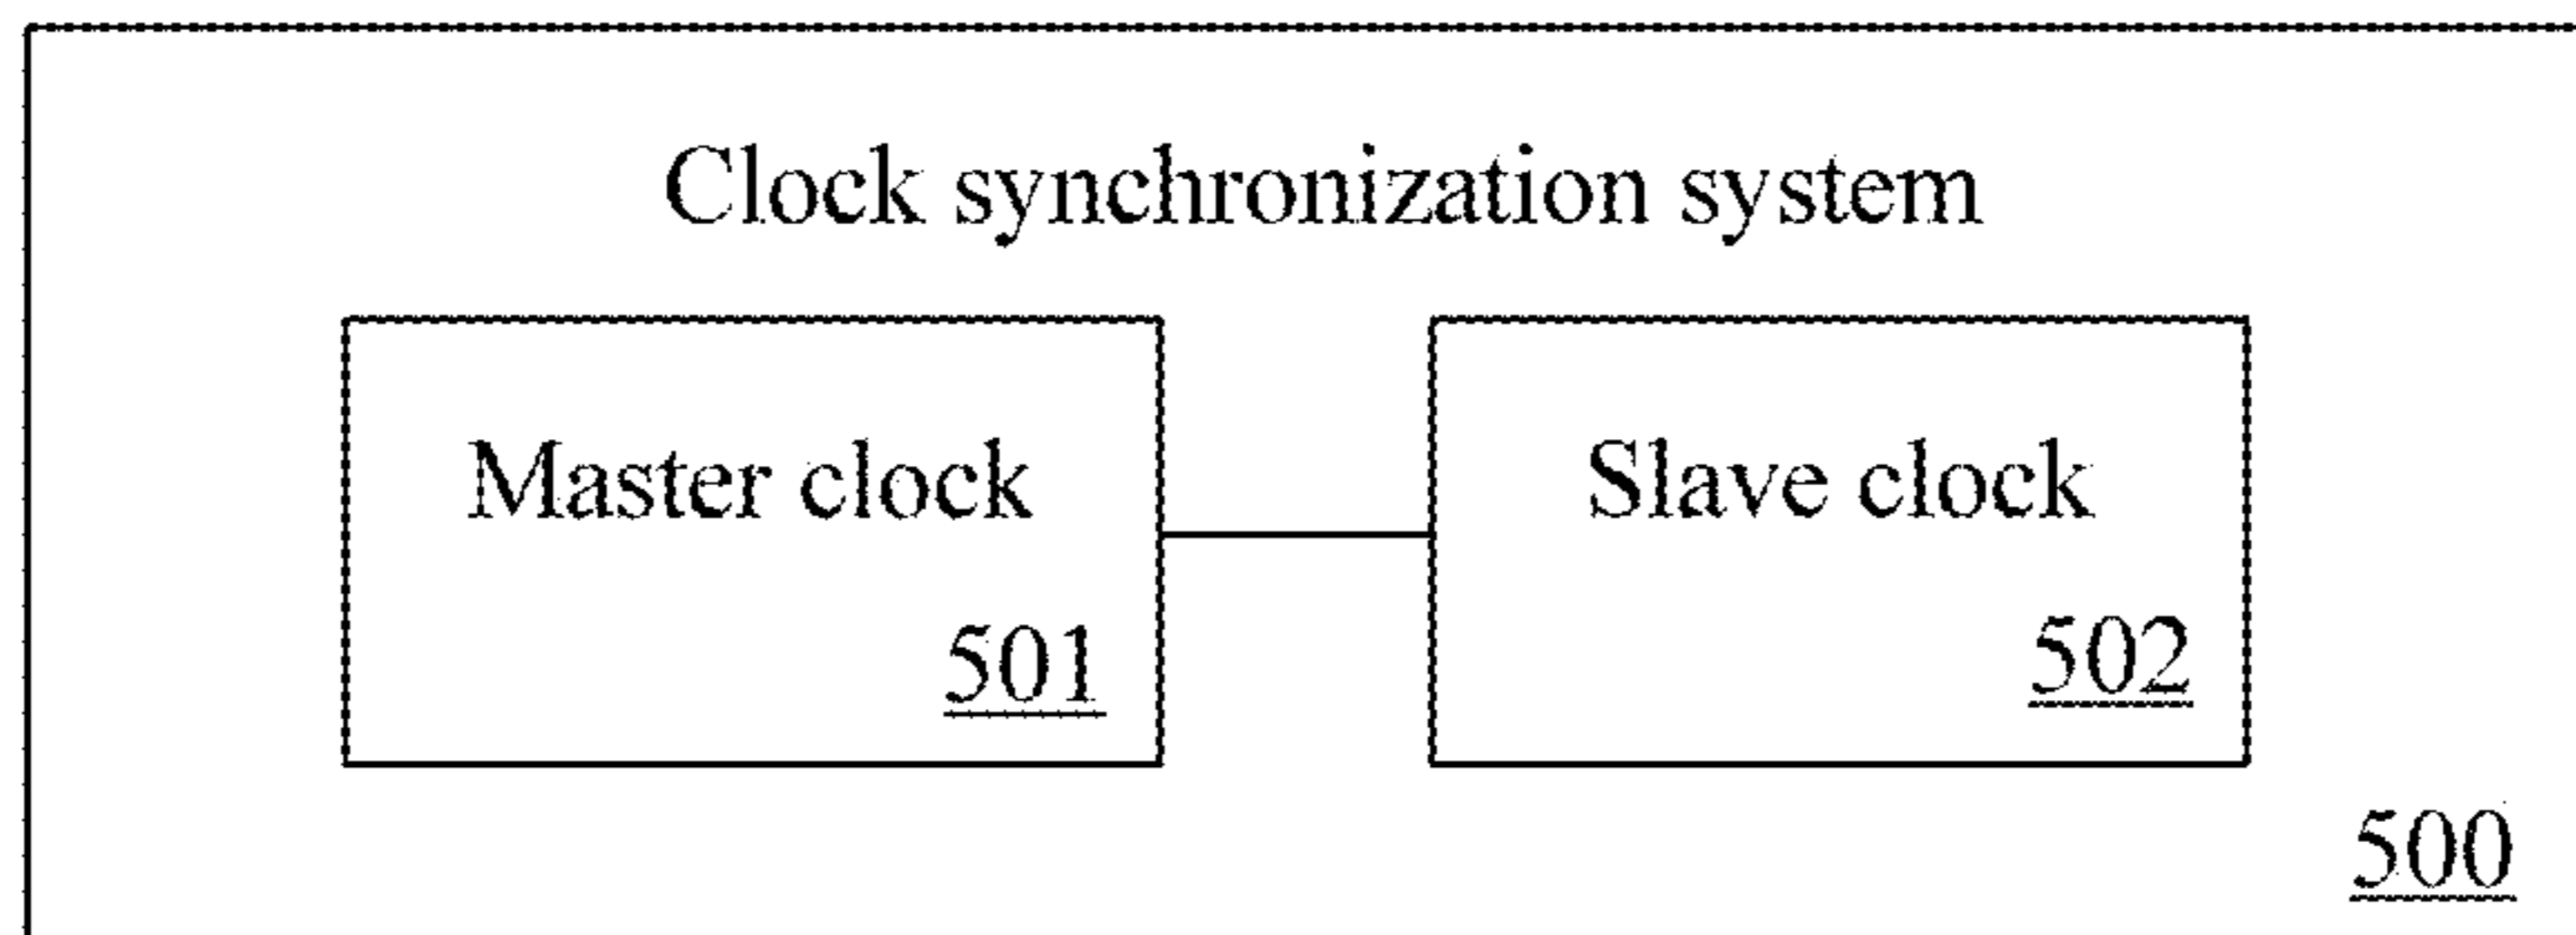 Clock synchronization system
Master clock
Slave clock
501
502
500